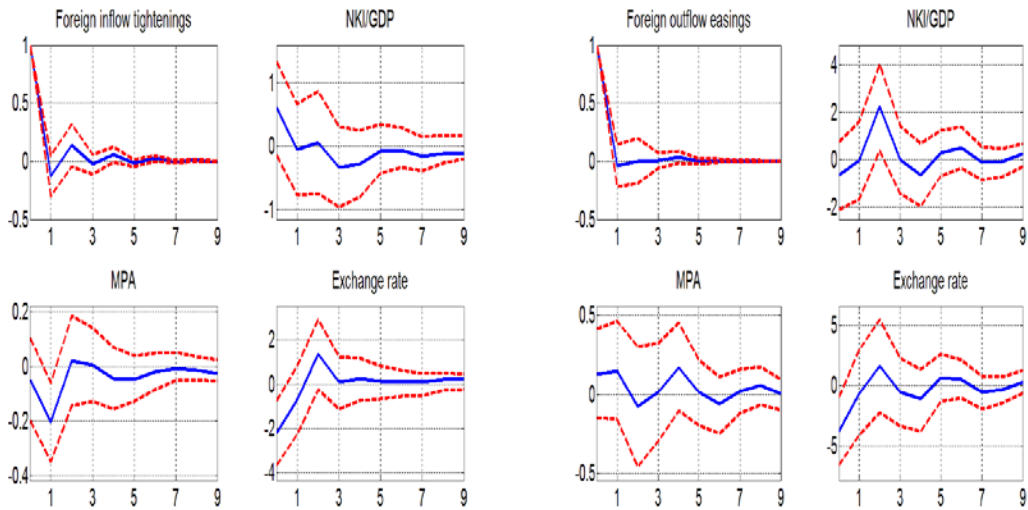 Foreign inflow tightenings
NKI/GDP
Foreign outflow easings
NKI/GDP
1
0.5
0
-0.5
1 3 5 7 9
1
0
-1
1 3 5 7 9
1
0.5
0
-0.5
1 3 5 7 9
4
2
0
-2
1 3 5 7 9
MPA
Exchange rate
MPA
Exchange rate
0.2
0
-0.2
-0.4
1 3 5 7 9
2
0
-2
-4
1 3 5 7 9
0.5
0
-0.5
1 3 5 7 9
5
0
-5
1 3 5 7 9